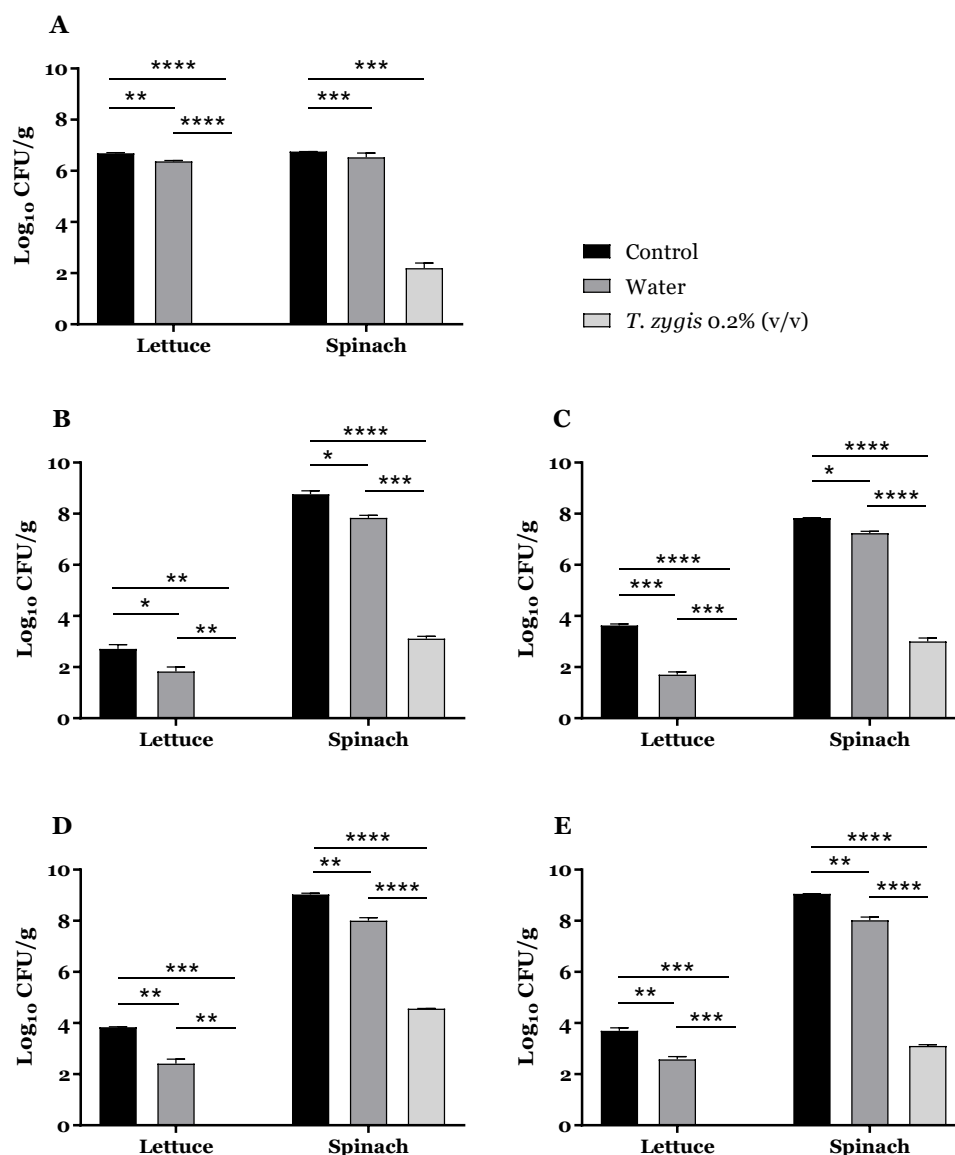 A
****
***
**
***
****
10
8
6
4
2
0
Log₁₀ CFU/g
Lettuce
Spinach
Control
Water
T. zygis 0.2% (v/v)
B
****
*
***
**
*
**
10
8
6
4
2
0
Log₁₀ CFU/g
Lettuce
Spinach
C
****
*
****
****
***
***
10
8
6
4
2
0
Log₁₀ CFU/g
Lettuce
Spinach
D
****
**
****
***
**
**
10
8
6
4
2
0
Log₁₀ CFU/g
Lettuce
Spinach
E
****
**
****
***
**
***
10
8
6
4
2
0
Log₁₀ CFU/g
Lettuce
Spinach